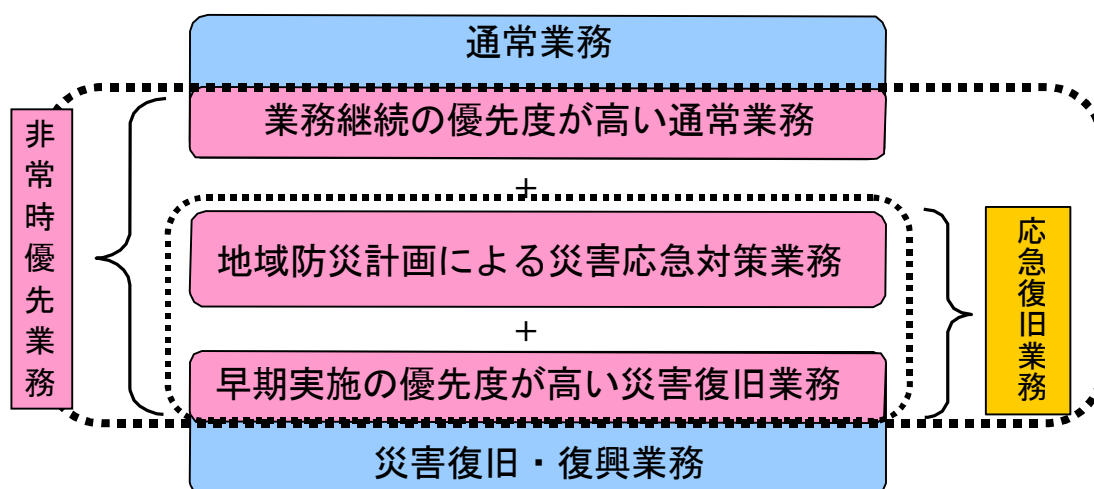 通常業務
業務継続の優先度が高い通常業務
+
地域防災計画による災害応急対策業務
+
早期実施の優先度が高い災害復旧業務
災害復旧・復興業務
非常時優先業務
応急復旧業務